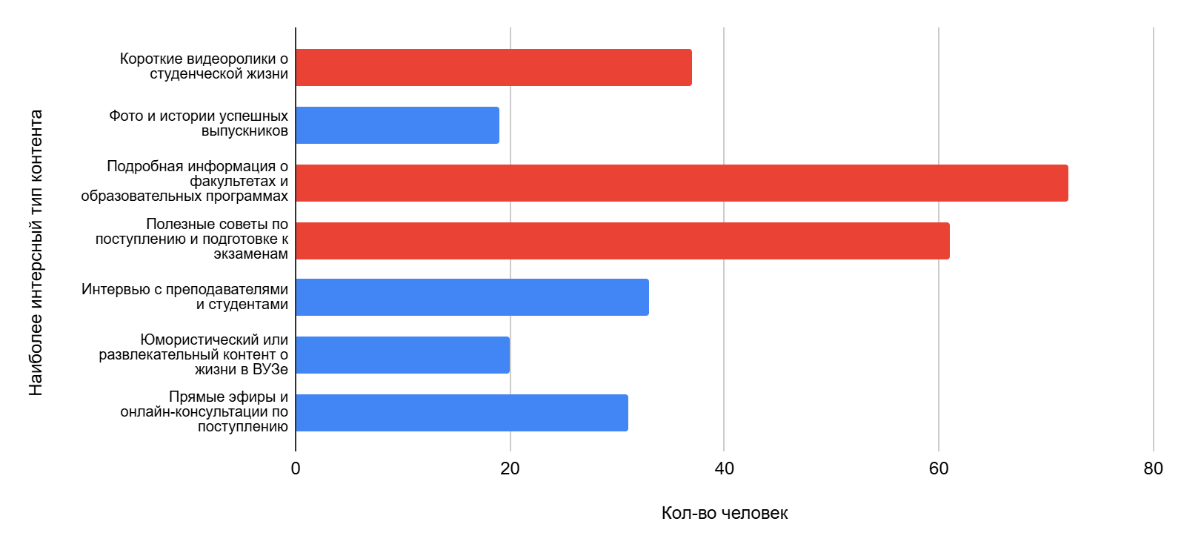 Наиболее интерсный тип контента
Короткие видеоролики о
студенческой жизни
Фото и истории успешных
выпускников
Подробная информация о
факультетах и
образовательных программах
Полезные советы по
поступлению и подготовке к
экзаменам
Интервью с преподавателями
и студентами
Юмористический или
развлекательный контент о
жизни в ВУЗе
Прямые эфиры и
онлайн-консультации по
поступлению
0 20 40 60 80
Кол-во человек